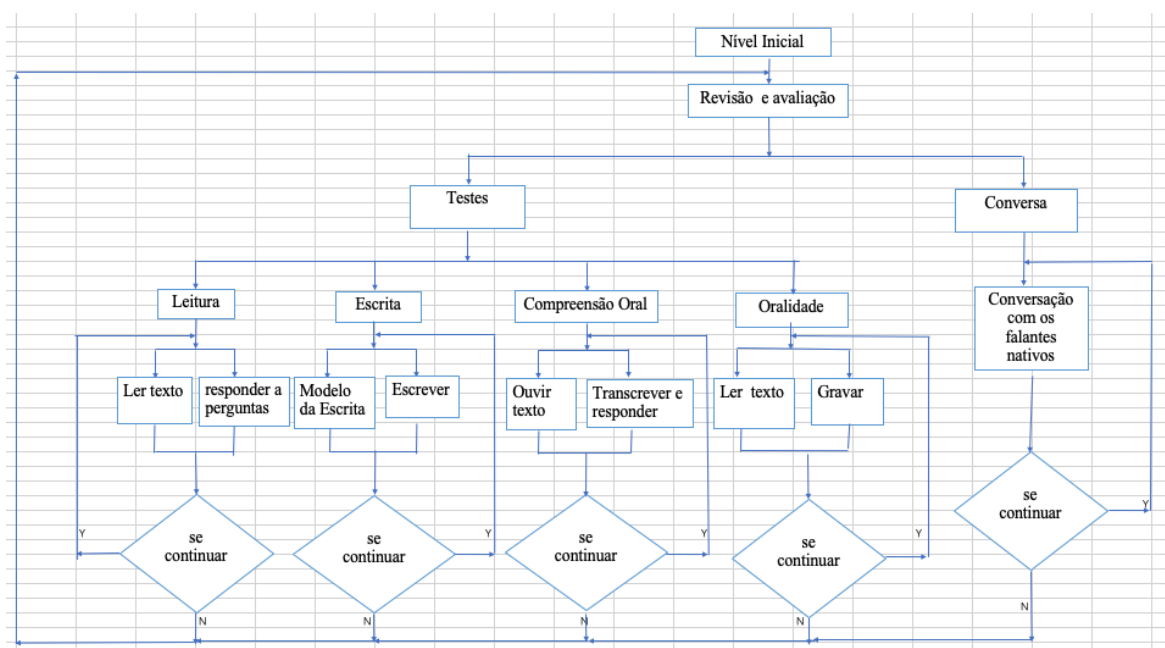 Nível Inicial
Revisão e avaliação
Testes
Conversa
Leitura
Escrita
Compreensão Oral
Oralidade
Conversação
com os
falantes
nativos
Ler texto
responder a
perguntas
Modelo
da Escrita
Escrever
Ouvir
texto
Transcrever e
responder
Ler texto
Gravar
se
continuar
Y
se
continuar
Y
se
continuar
Y
se
continuar
Y
se
continuar
Y
N
N
N
N
N